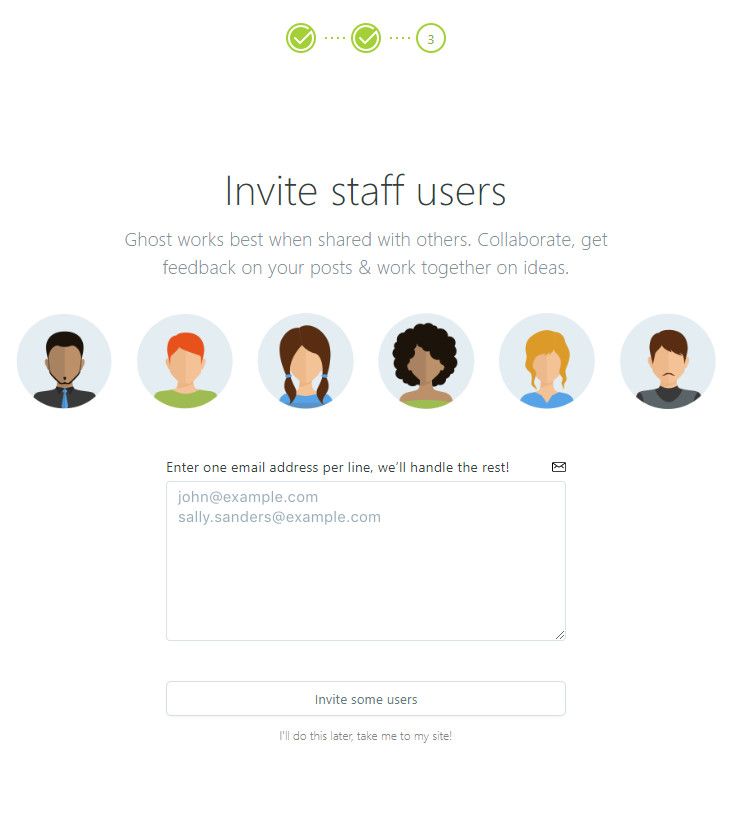 3
Invite staff users
Ghost works best when shared with others. Collaborate, get
feedback on your posts & work together on ideas.
Enter one email address per line, we’ll handle the rest!
john@example.com
sally.sanders@example.com
Invite some users
I'll do this later, take me to my site!